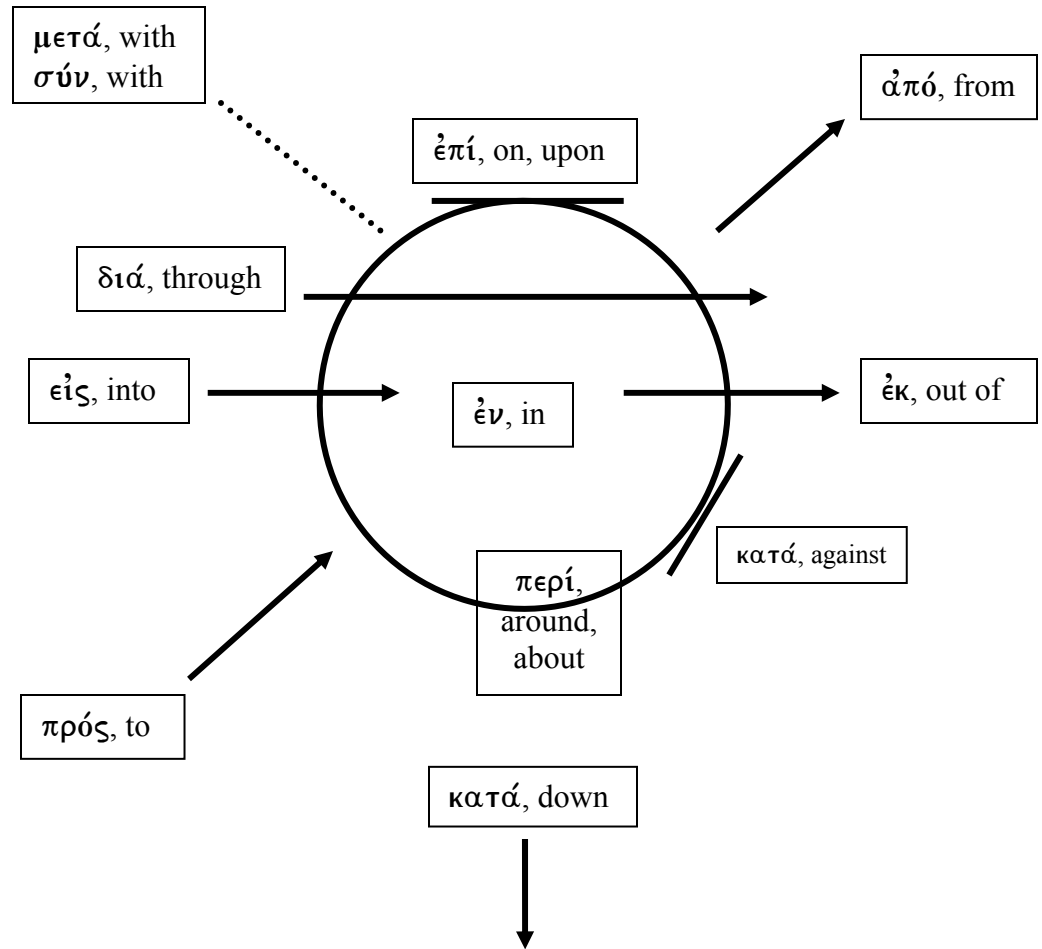 μετά, with
σύν, with
ἀπό, from
ἐπί, on, upon
διά, through
εἰς, into
ἐν, in
ἐκ, out of
κατά, against
περί,
around,
about
πρός, to
κατά, down